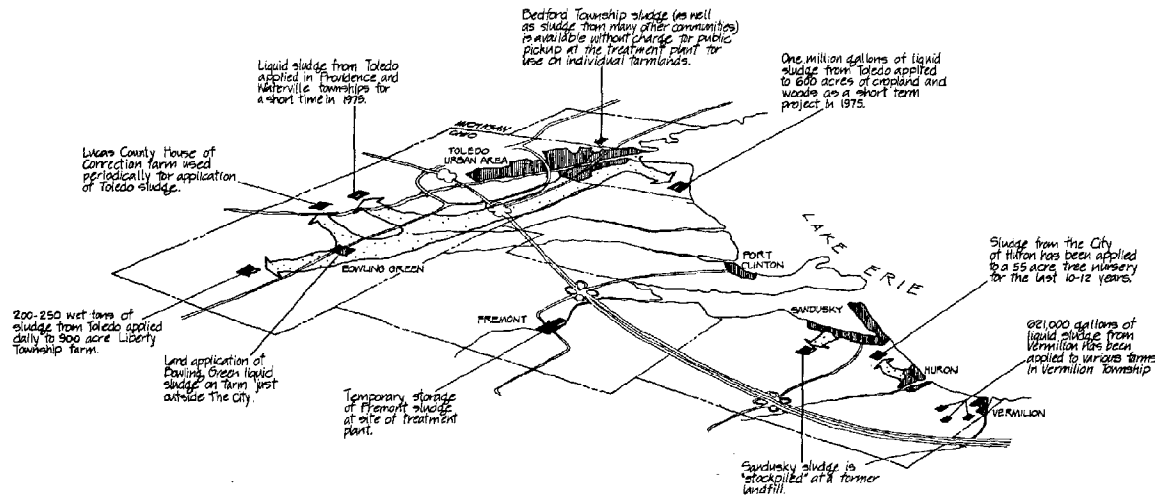 Bedford Township sludge (as well
as sludge from many other communities)
is available without charge for public
pickup at the treatment plant for
use on individual farmlands.
One million gallons of liquid
sludge from Toledo applied
to 600 acres of cropland and
woods as a short term
project in 1975.
Liquid sludge from Toledo
applied in Providence and
Waterville townships for
a short time in 1975.
Lucas County House of
Correction farm used
periodically for application
of Toledo sludge.
MICHIGAN
OHIO
TOLEDO
URBAN AREA
BOWLING GREEN
LAKE ERIE
PORT
CLINTON
Sludge from the City
of Huron has been applied
to a 55 acre tree nursery
for the last 10-12 years.
SANDUSKY
FREMONT
200-250 wet tons of
sludge from Toledo applied
daily to 900 acre Liberty
Township farm.
Land application of
Bowling Green liquid
sludge on farm just
outside the City.
621,000 gallons of
liquid sludge from
Vermilion has been
applied to various farms
in Vermilion Township
HURON
VERMILION
Temporary storage
of Fremont sludge
at site of treatment
plant.
Sandusky sludge is
"stockpiled" at a former
landfill.